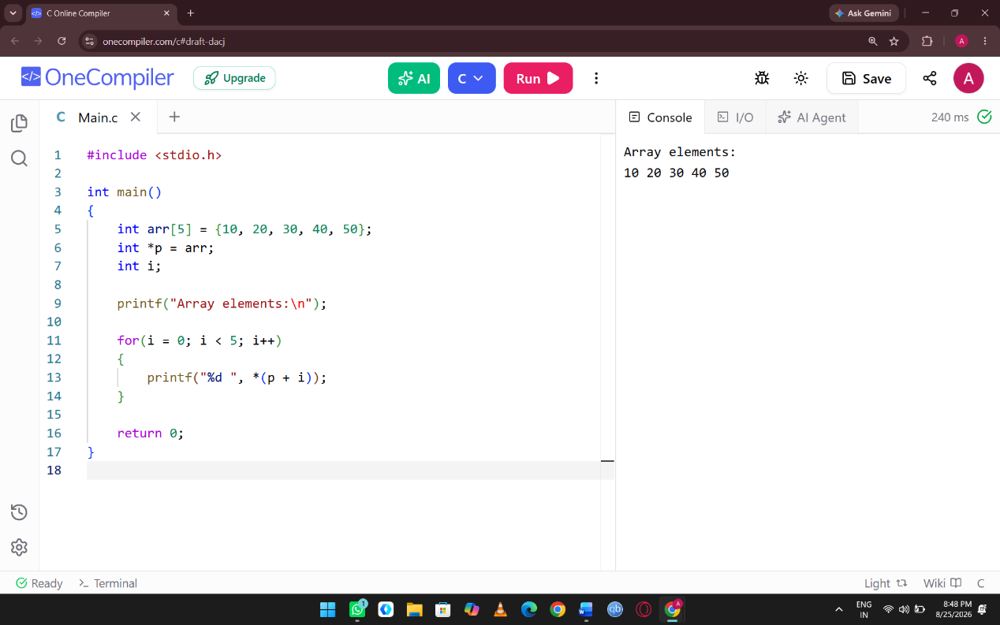 C Online Compiler
Ask Gemini
onecompiler.com/c#draft-dacj
A
</> OneCompiler
Upgrade
AI
C
Run
Save
A
C Main.c
Console
I/O
AI Agent
240 ms
1 #include <stdio.h>
2
3 int main()
4 {
5     int arr[5] = {10, 20, 30, 40, 50};
6     int *p = arr;
7     int i;
8
9     printf("Array elements:\n");
10
11     for(i = 0; i < 5; i++)
12     {
13         printf("%d ", *(p + i));
14     }
15
16     return 0;
17 }
18
Array elements:
10 20 30 40 50
Ready
Terminal
Light
Wiki
C
1
W
qb
A
ENG
IN
8:48 PM
8/25/2026